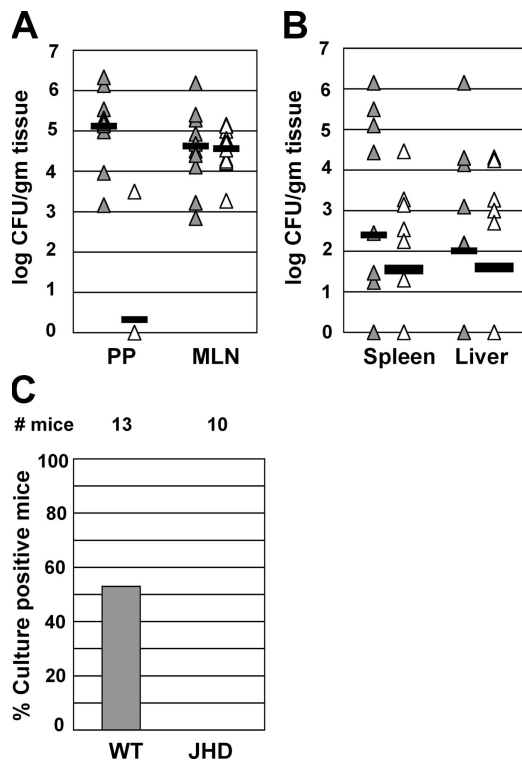 A
B
7
6
5
4
3
2
1
0
log CFU/gm tissue
PP MLN
7
6
5
4
3
2
1
0
log CFU/gm tissue
Spleen Liver
C
# mice 13 10
100
80
60
40
20
0
% Culture positive mice
WT JHD